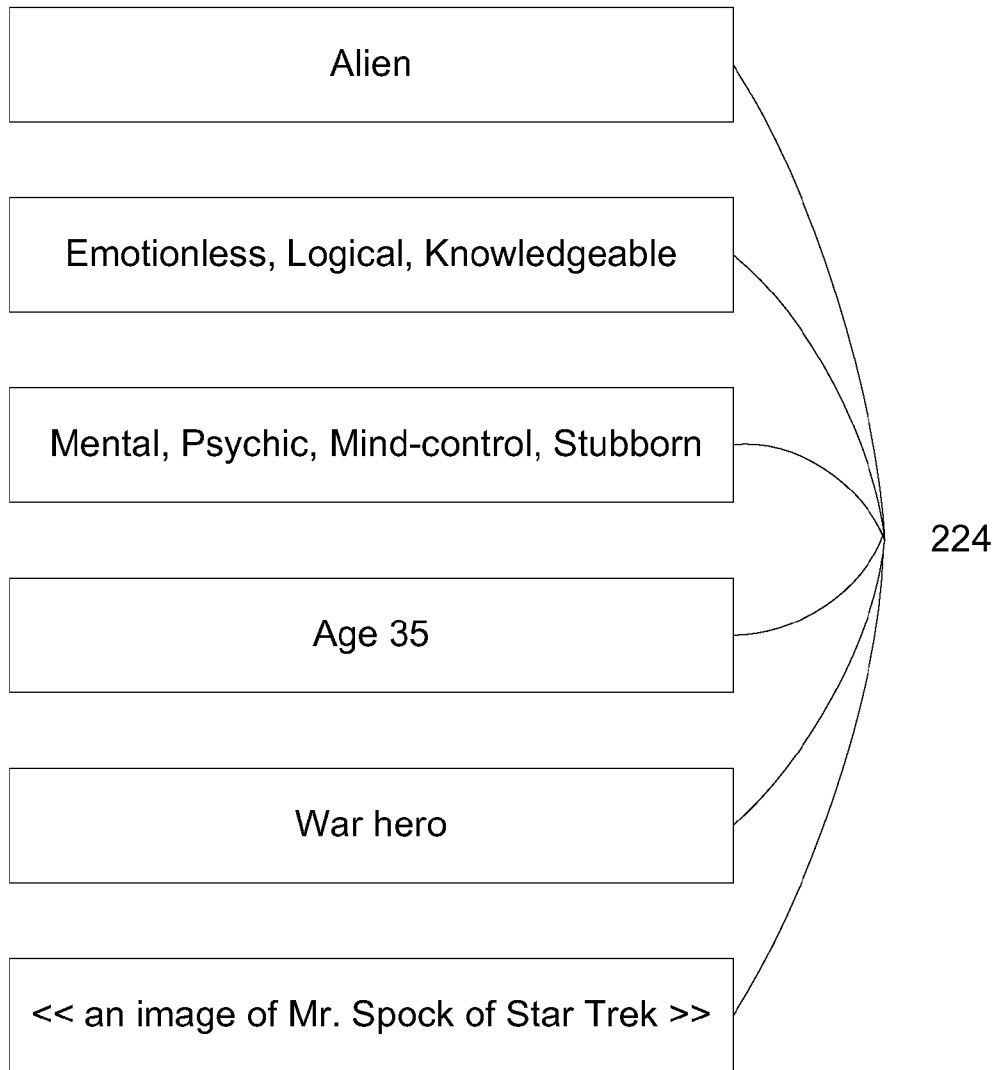 Alien
Emotionless, Logical, Knowledgeable
Mental, Psychic, Mind-control, Stubborn
224
Age 35
War hero
<< an image of Mr. Spock of Star Trek >>